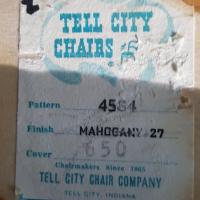 TELL CITY
CHAIRS
Pattern 4584
Finish MAHOGANY-27
Cover 650
Chairmakers Since 1865
TELL CITY CHAIR COMPANY
TELL CITY, INDIANA